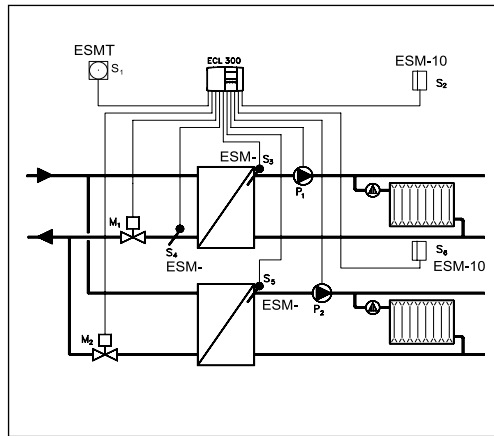 ESMT
S1
ECL 300
ESM-10
S2
ESM-
S3
P1
M1
S4
ESM-
S6
ESM-10
S5
ESM-
P2
M2